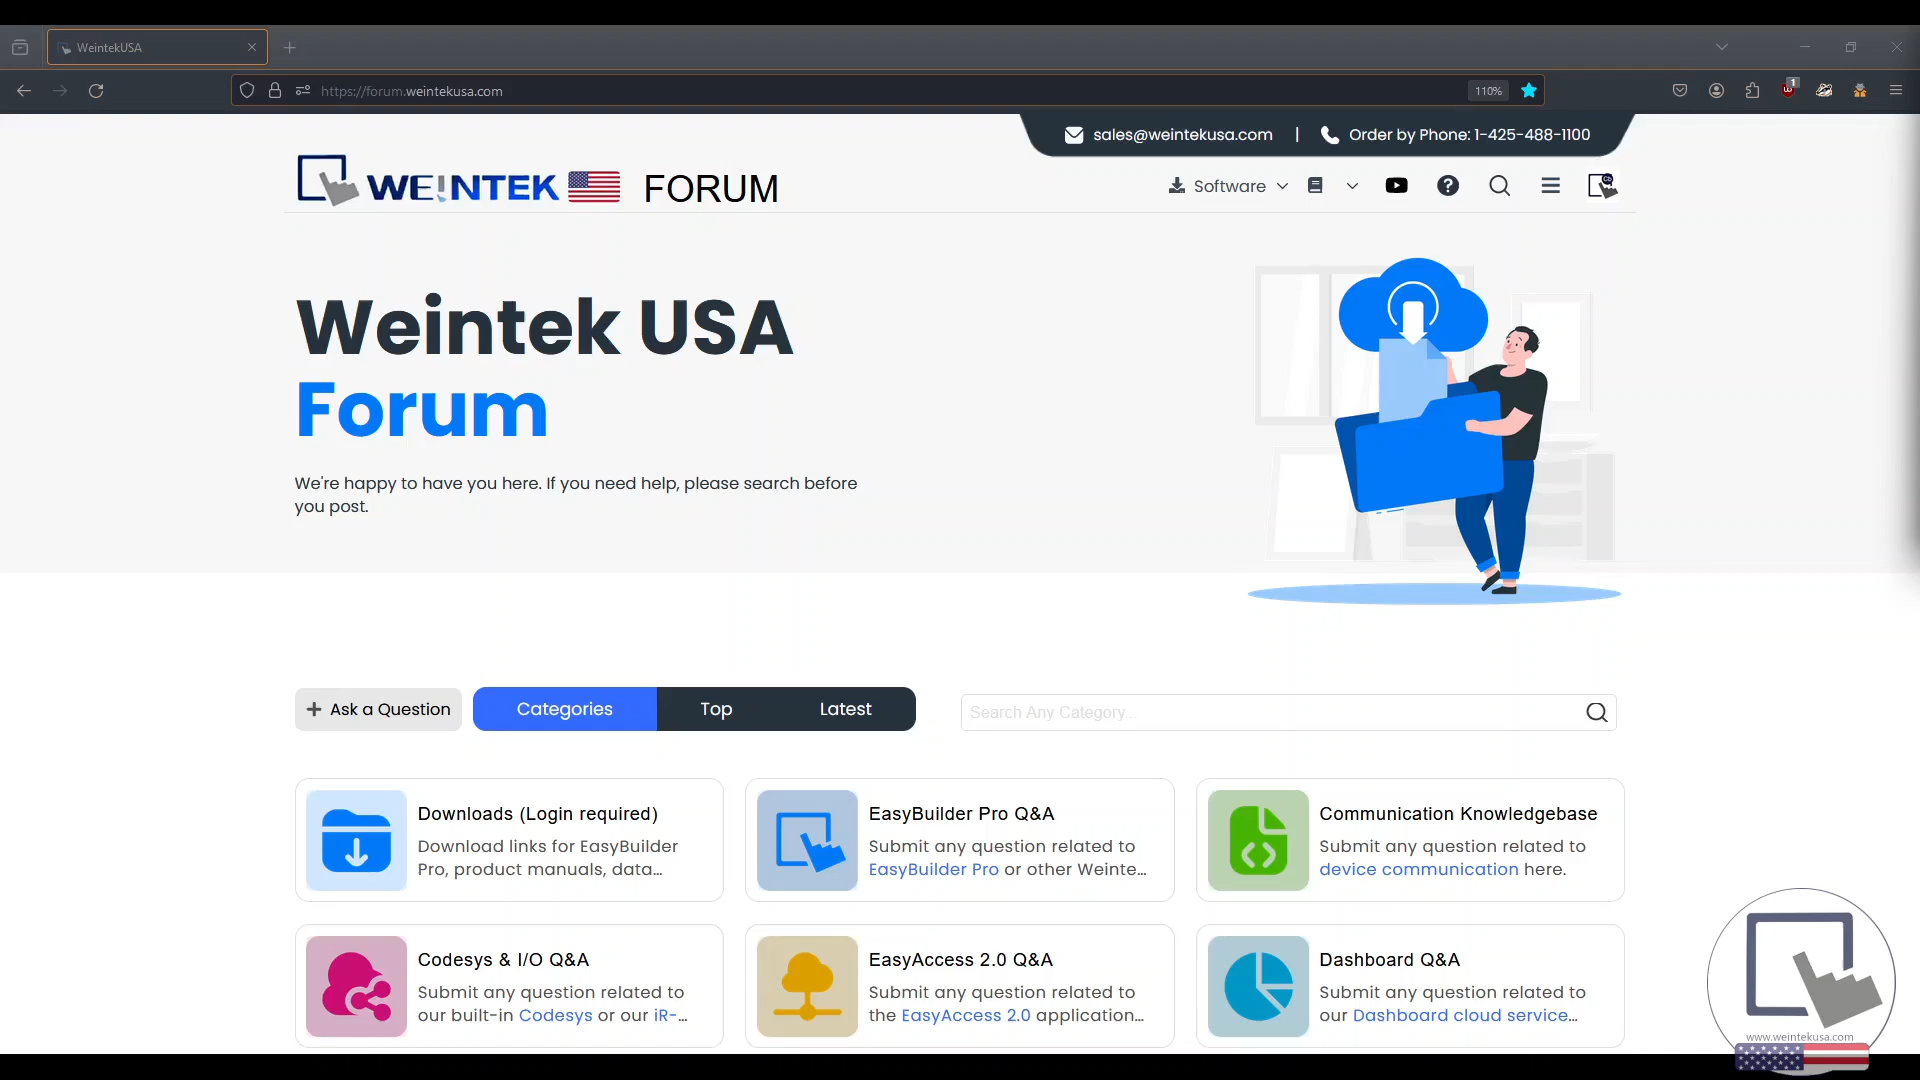 WeintekUSA
https://forum.weintekusa.com
110%
1
sales@weintekusa.com | Order by Phone: 1-425-488-1100
WEINTEK FORUM
Software
Weintek USA
Forum
We're happy to have you here. If you need help, please search before
you post.
Ask a Question
Categories
Top
Latest
Search Any Category...
Downloads (Login required)
Download links for EasyBuilder
Pro, product manuals, data...
EasyBuilder Pro Q&A
Submit any question related to
EasyBuilder Pro or other Weinte...
Communication Knowledgebase
Submit any question related to
device communication here.
Codesys & I/O Q&A
Submit any question related to
our built-in Codesys or our iR-...
EasyAccess 2.0 Q&A
Submit any question related to
the EasyAccess 2.0 application...
Dashboard Q&A
Submit any question related to
our Dashboard cloud service...
www.weintekusa.com